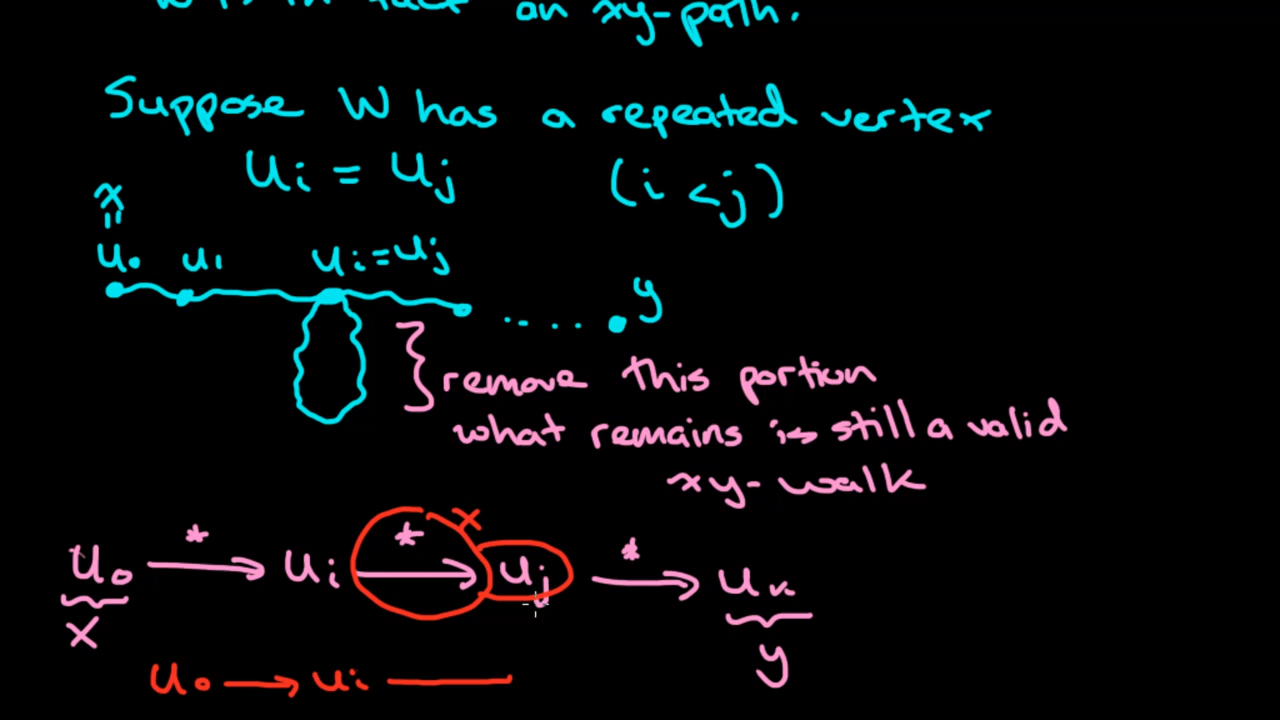 an xy-path.
Suppose W has a repeated vertex
ui = uj (i < j)
x
=
u0 u1 ui = uj
y
remove this portion
what remains is still a valid
xy-walk
* * x *
u0 → ui → uj → uk
x y
u0 → ui —